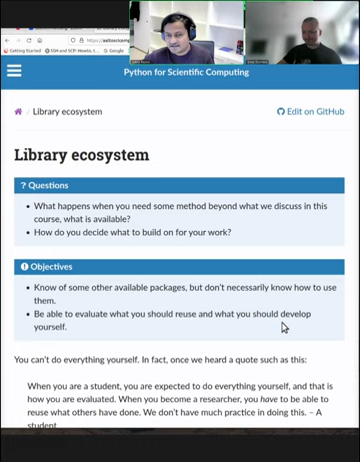 https://aaltoscicomp
Getting Started
SSH and SCP: Howto, t
Google
Python for Scientific Computing
/ Library ecosystem
Edit on GitHub
Library ecosystem
? Questions
• What happens when you need some method beyond what we discuss in this
course, what is available?
• How do you decide what to build on for your work?
Objectives
• Know of some other available packages, but don't necessarily know how to use
them.
• Be able to evaluate what you should reuse and what you should develop
yourself.
You can't do everything yourself. In fact, once we heard a quote such as this:
When you are a student, you are expected to do everything yourself, and that is
how you are evaluated. When you become a researcher, you have to be able to
reuse what others have done. We don't have much practice in doing this. – A
student